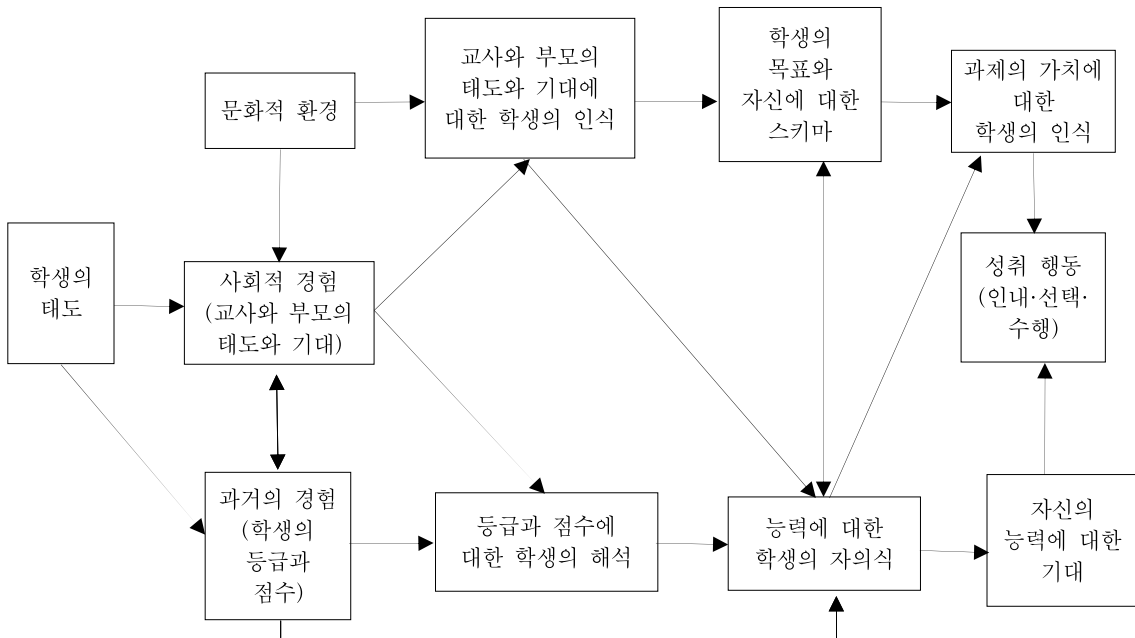 문화적 환경
교사와 부모의
태도와 기대에
대한 학생의 인식
학생의
목표와
자신에 대한
스키마
과제의 가치에
대한
학생의 인식
학생의
태도
사회적 경험
(교사와 부모의
태도와 기대)
성취 행동
(인내·선택·
수행)
과거의 경험
(학생의
등급과
점수)
등급과 점수에
대한 학생의 해석
능력에 대한
학생의 자의식
자신의
능력에 대한
기대